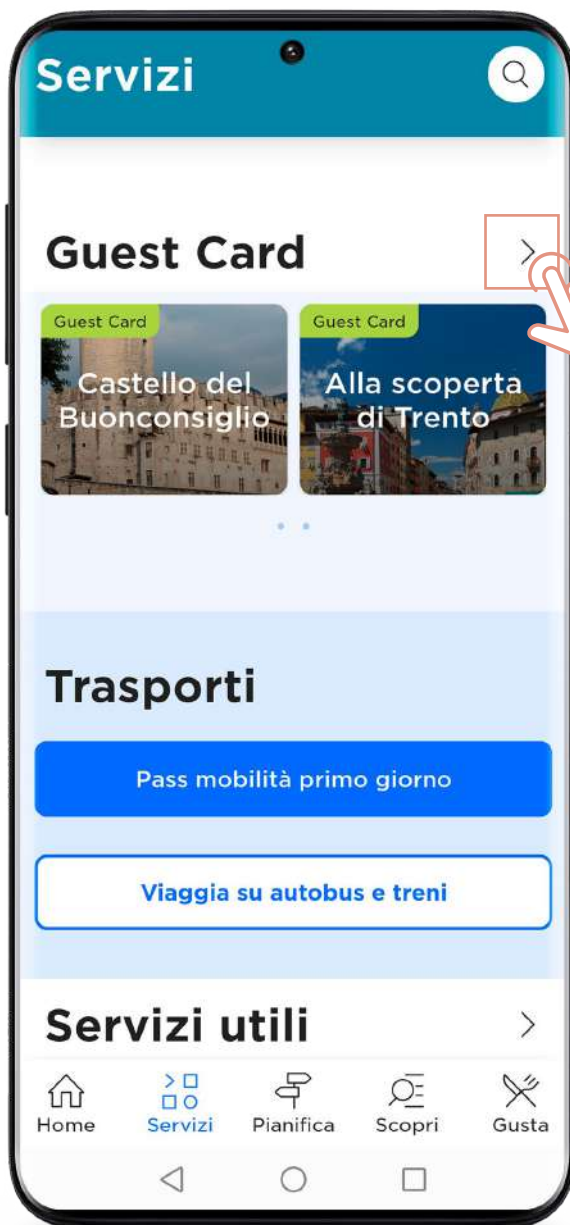 Servizi
Guest Card
Guest Card
Castello del
Buonconsiglio
Guest Card
Alla scoperta
di Trento
Trasporti
Pass mobilità primo giorno
Viaggia su autobus e treni
Servizi utili
Home
Servizi
Pianifica
Scopri
Gusta